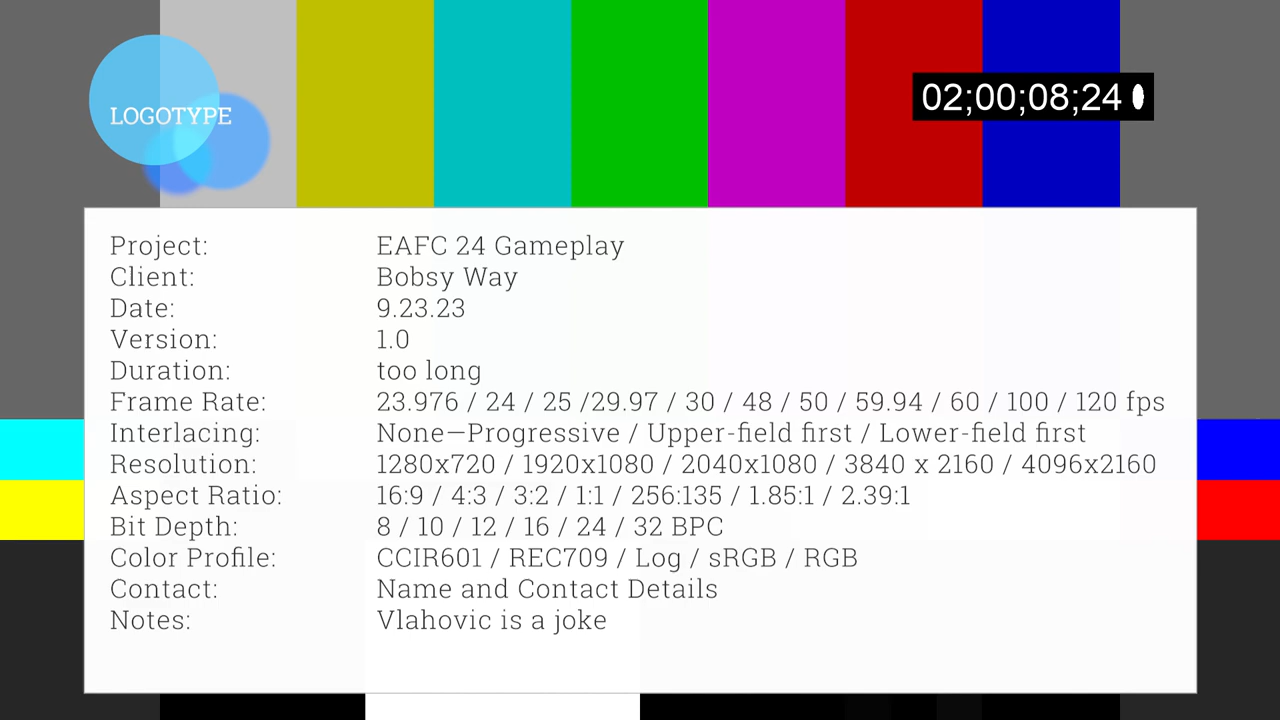 LOGOTYPE
02;00;08;24
Project: EAFC 24 Gameplay
Client: Bobsy Way
Date: 9.23.23
Version: 1.0
Duration: too long
Frame Rate: 23.976 / 24 / 25 /29.97 / 30 / 48 / 50 / 59.94 / 60 / 100 / 120 fps
Interlacing: None—Progressive / Upper-field first / Lower-field first
Resolution: 1280x720 / 1920x1080 / 2040x1080 / 3840 x 2160 / 4096x2160
Aspect Ratio: 16:9 / 4:3 / 3:2 / 1:1 / 256:135 / 1.85:1 / 2.39:1
Bit Depth: 8 / 10 / 12 / 16 / 24 / 32 BPC
Color Profile: CCIR601 / REC709 / Log / sRGB / RGB
Contact: Name and Contact Details
Notes: Vlahovic is a joke